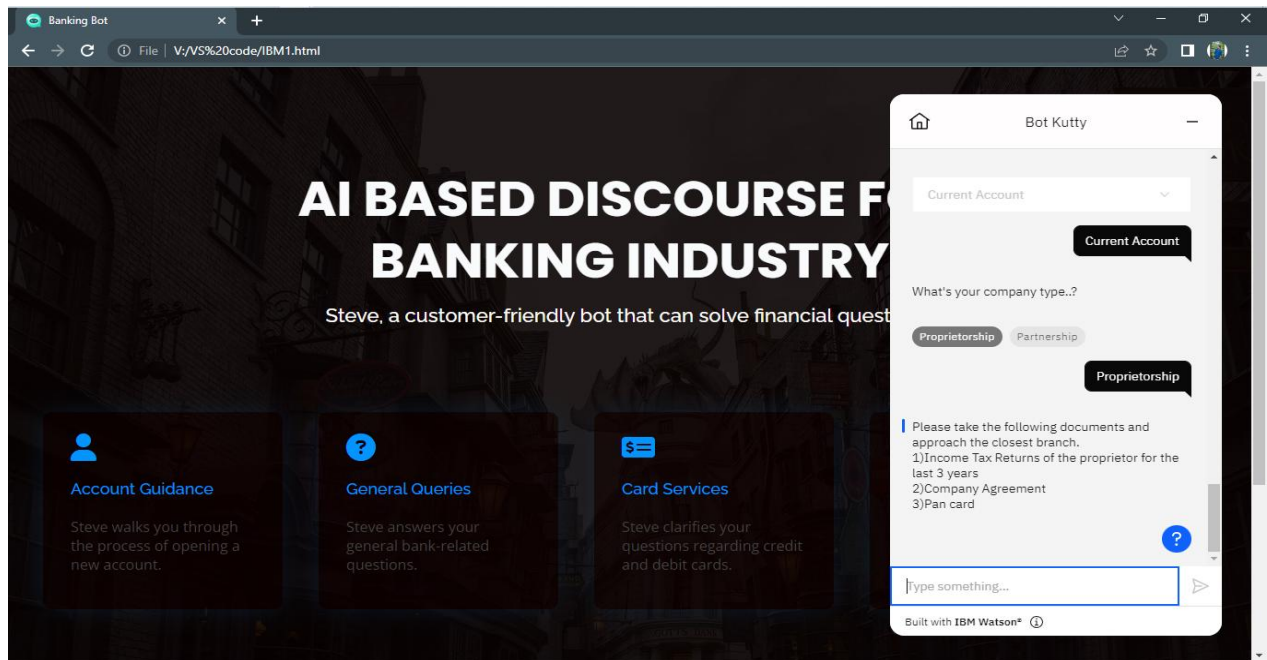 Banking Bot
File | V:/VS%20code/IBM1.html
AI BASED DISCOURSE F
BANKING INDUSTRY
Steve, a customer-friendly bot that can solve financial quest
Account Guidance
Steve walks you through
the process of opening a
new account.
General Queries
Steve answers your
general bank-related
questions.
Card Services
Steve clarifies your
questions regarding credit
and debit cards.
Bot Kutty
Current Account
Current Account
What's your company type..?
Proprietorship Partnership
Proprietorship
Please take the following documents and
approach the closest branch.
1)Income Tax Returns of the proprietor for the
last 3 years
2)Company Agreement
3)Pan card
?
Type something...
Built with IBM Watson®